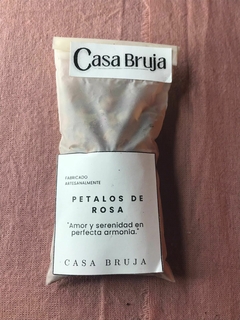 Casa Bruja
FABRICADO
ARTESANALMENTE
PETALOS DE
ROSA
"Amor y serenidad en
perfecta armonía."
CASA BRUJA